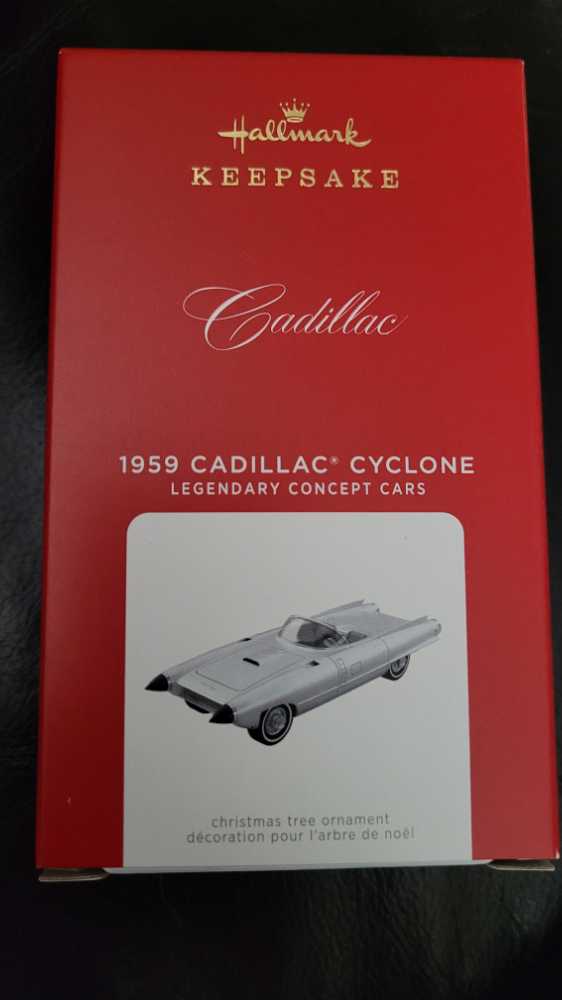 Hallmark
KEEPSAKE
Cadillac
1959 CADILLAC® CYCLONE
LEGENDARY CONCEPT CARS
christmas tree ornament
décoration pour l'arbre de noël